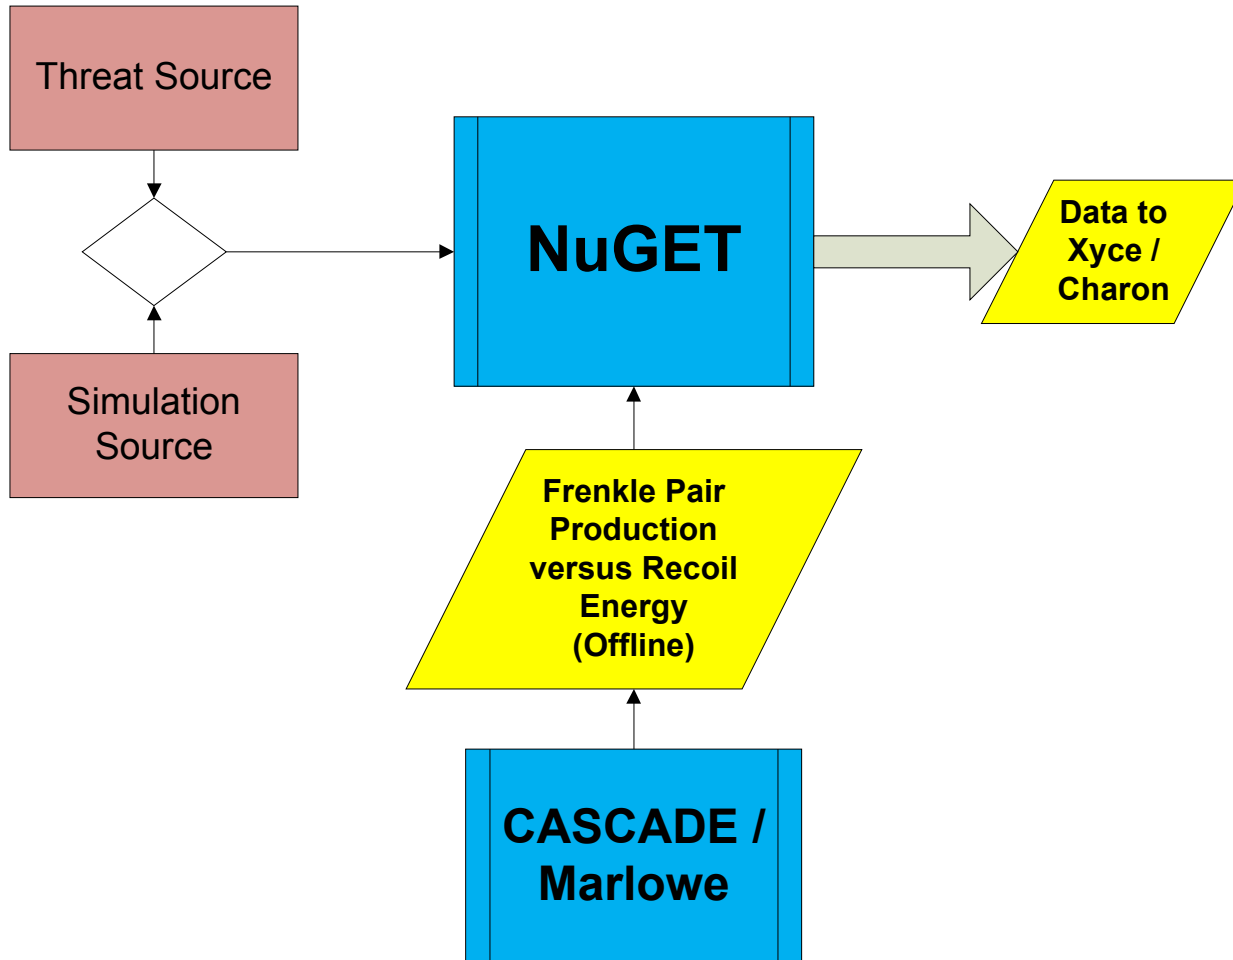 Threat Source
NuGET
Data to
Xyce /
Charon
Simulation
Source
Frenkle Pair
Production
versus Recoil
Energy
(Offline)
CASCADE /
Marlowe